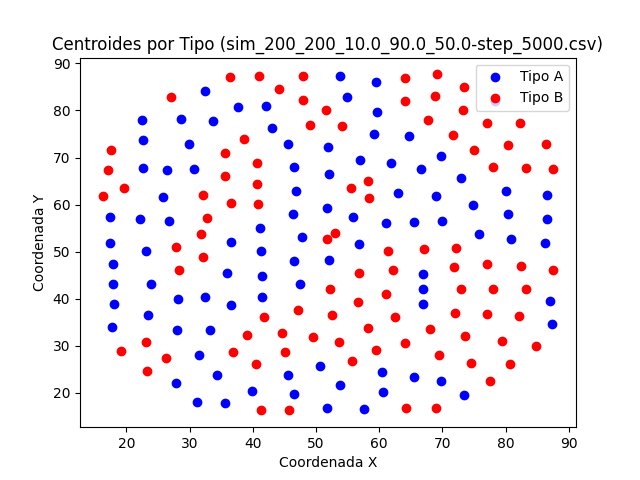 Centroides por Tipo (sim_200_200_10.0_90.0_50.0-step_5000.csv)
Tipo A
Tipo B
90
80
70
60
50
40
30
20
Coordenada Y
20 30 40 50 60 70 80 90
Coordenada X